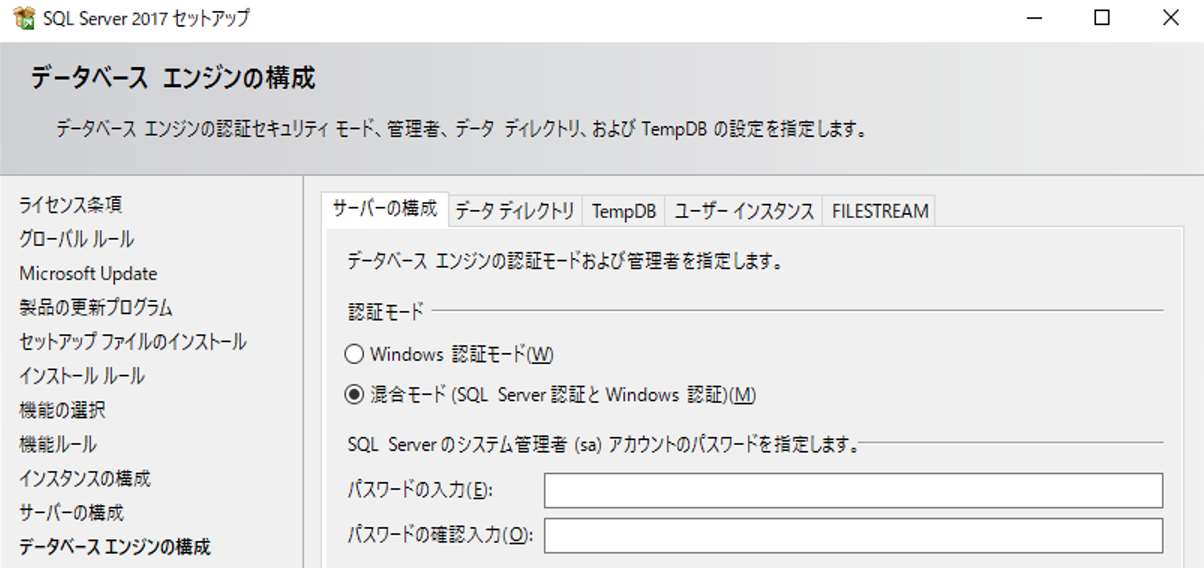 SQL Server 2017 セットアップ
データベース エンジンの構成
データベース エンジンの認証セキュリティ モード、管理者、データ ディレクトリ、および TempDB の設定を指定します。
ライセンス条項
グローバル ルール
Microsoft Update
製品の更新プログラム
セットアップ ファイルのインストール
インストール ルール
機能の選択
機能ルール
インスタンスの構成
サーバーの構成
データベース エンジンの構成
サーバーの構成 データ ディレクトリ TempDB ユーザー インスタンス FILESTREAM
データベース エンジンの認証モードおよび管理者を指定します。
認証モード
Windows 認証モード(W)
混合モード (SQL Server 認証と Windows 認証)(M)
SQL Server のシステム管理者 (sa) アカウントのパスワードを指定します。
パスワードの入力(E):
パスワードの確認入力(O):